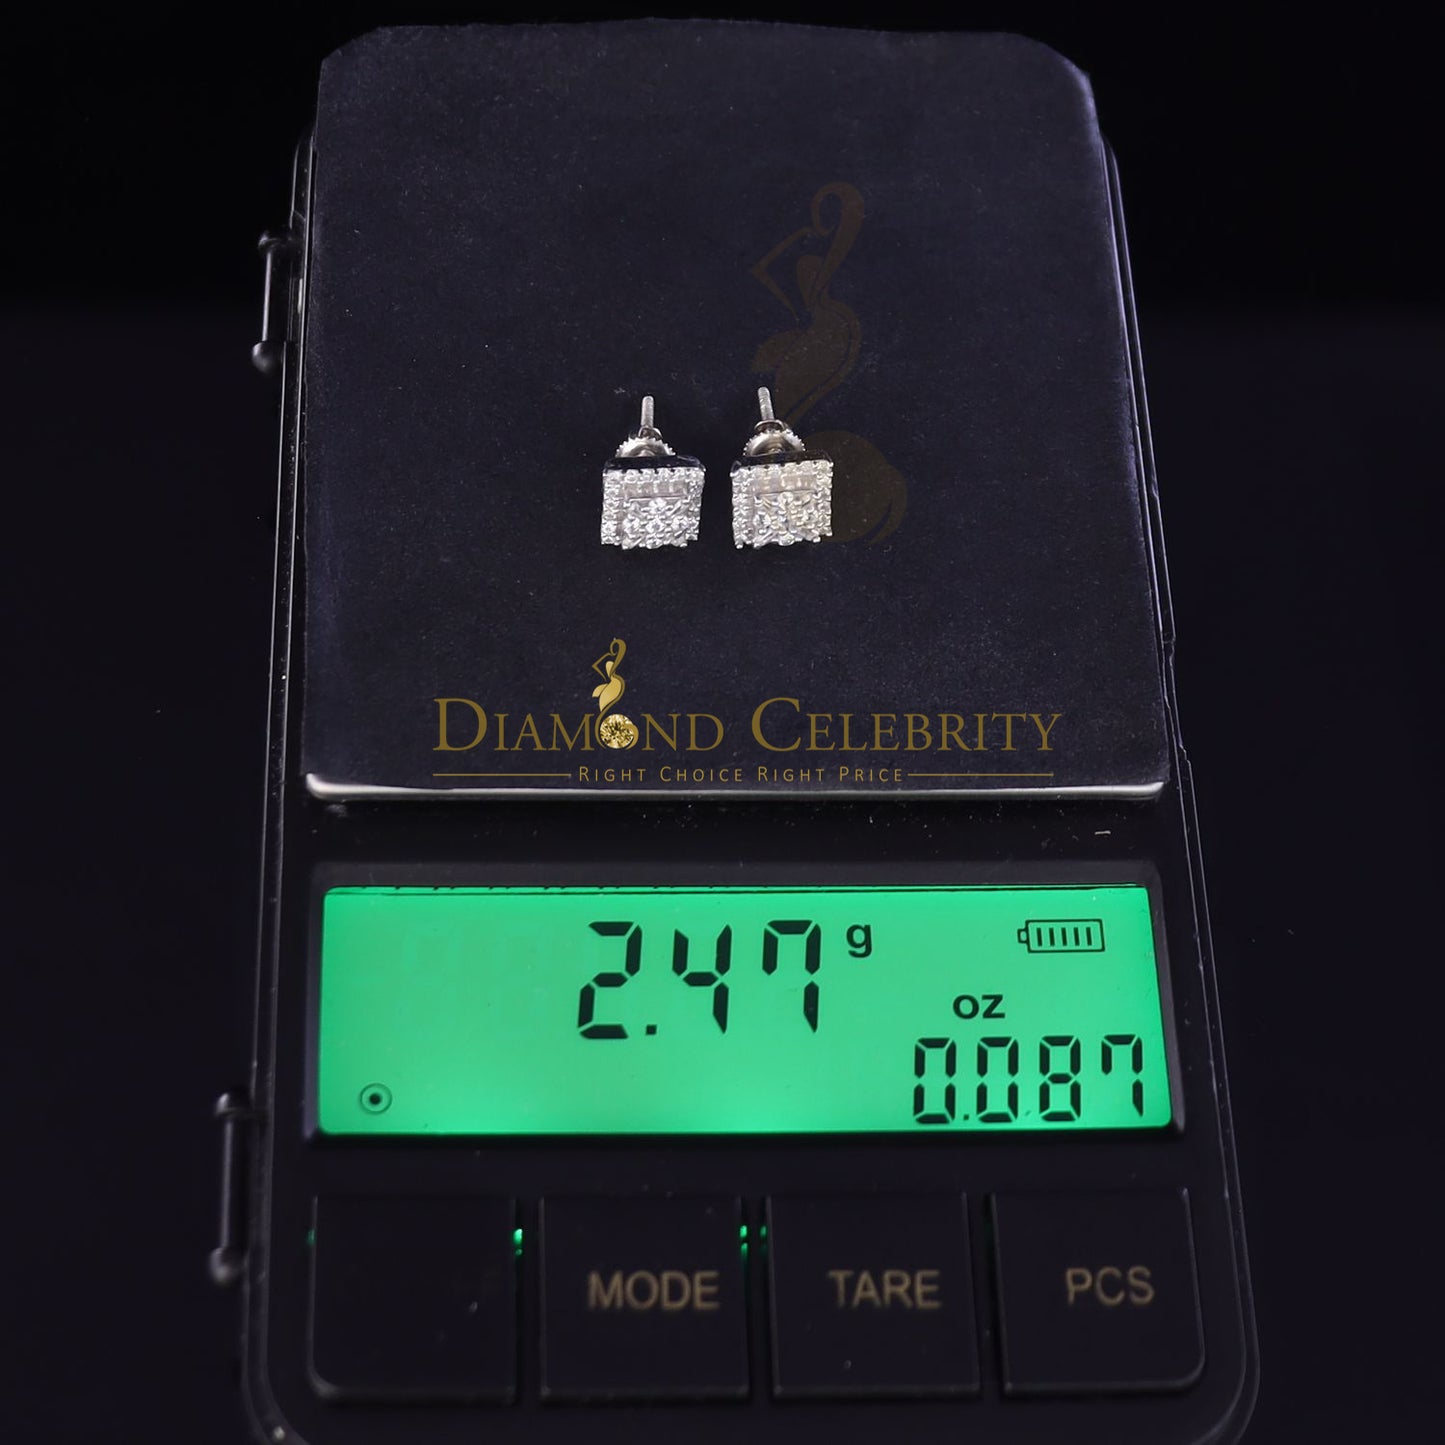 DIAMOND CELEBRITY
RIGHT CHOICE RIGHT PRICE
2.47 g
oz
0.087
MODE TARE PCS